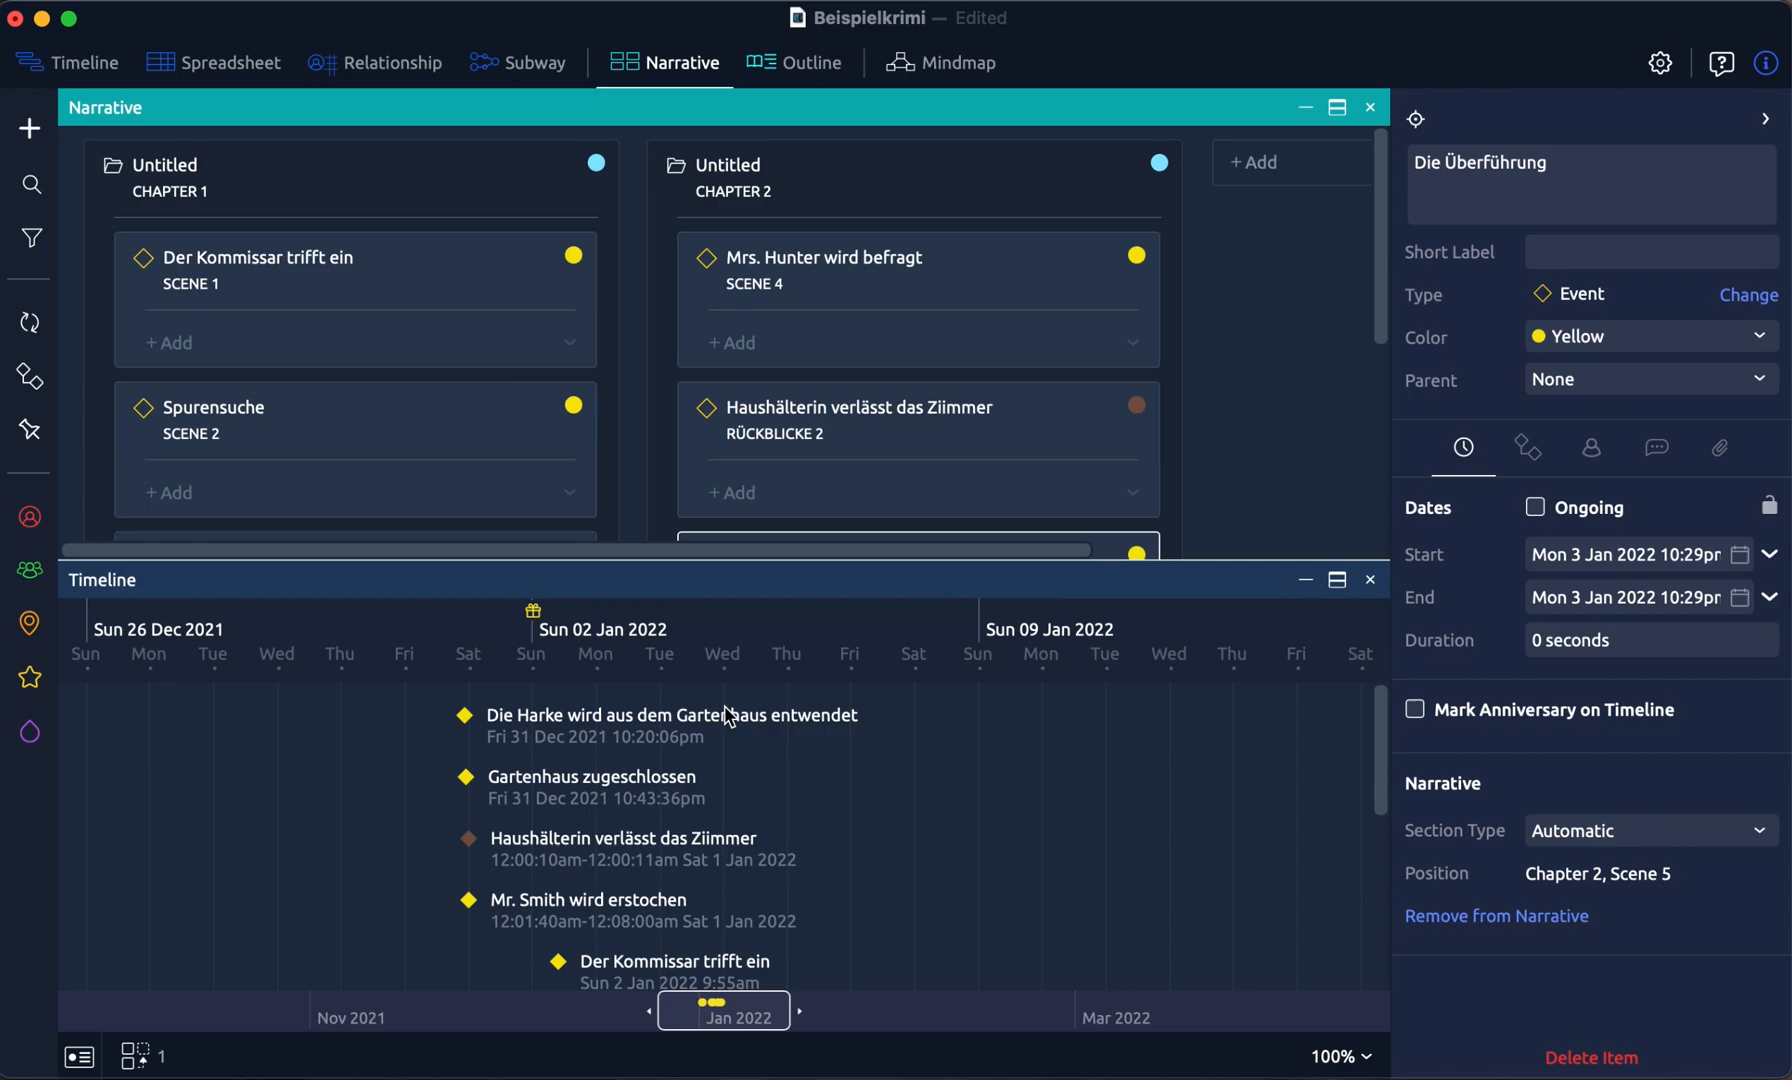 Beispielkrimi — Edited
Timeline Spreadsheet Relationship Subway Narrative Outline Mindmap
Narrative
Untitled
CHAPTER 1
Der Kommissar trifft ein
SCENE 1
+ Add
Spurensuche
SCENE 2
+ Add
Untitled
CHAPTER 2
Mrs. Hunter wird befragt
SCENE 4
+ Add
Haushälterin verlässt das Ziimmer
RÜCKBLICKE 2
+ Add
+ Add
Timeline
Sun 26 Dec 2021 Sun 02 Jan 2022 Sun 09 Jan 2022
Sun Mon Tue Wed Thu Fri Sat Sun Mon Tue Wed Thu Fri Sat Sun Mon Tue Wed Thu Fri Sat
Die Harke wird aus dem Gartenhaus entwendet
Fri 31 Dec 2021 10:20:06pm
Gartenhaus zugeschlossen
Fri 31 Dec 2021 10:43:36pm
Haushälterin verlässt das Ziimmer
12:00:10am-12:00:11am Sat 1 Jan 2022
Mr. Smith wird erstochen
12:01:40am-12:08:00am Sat 1 Jan 2022
Der Kommissar trifft ein
Sun 2 Jan 2022 9:55am
Nov 2021 Jan 2022 Mar 2022
1
100%
Die Überführung
Short Label
Type Event Change
Color Yellow
Parent None
Dates Ongoing
Start Mon 3 Jan 2022 10:29pr
End Mon 3 Jan 2022 10:29pr
Duration 0 seconds
Mark Anniversary on Timeline
Narrative
Section Type Automatic
Position Chapter 2, Scene 5
Remove from Narrative
Delete Item